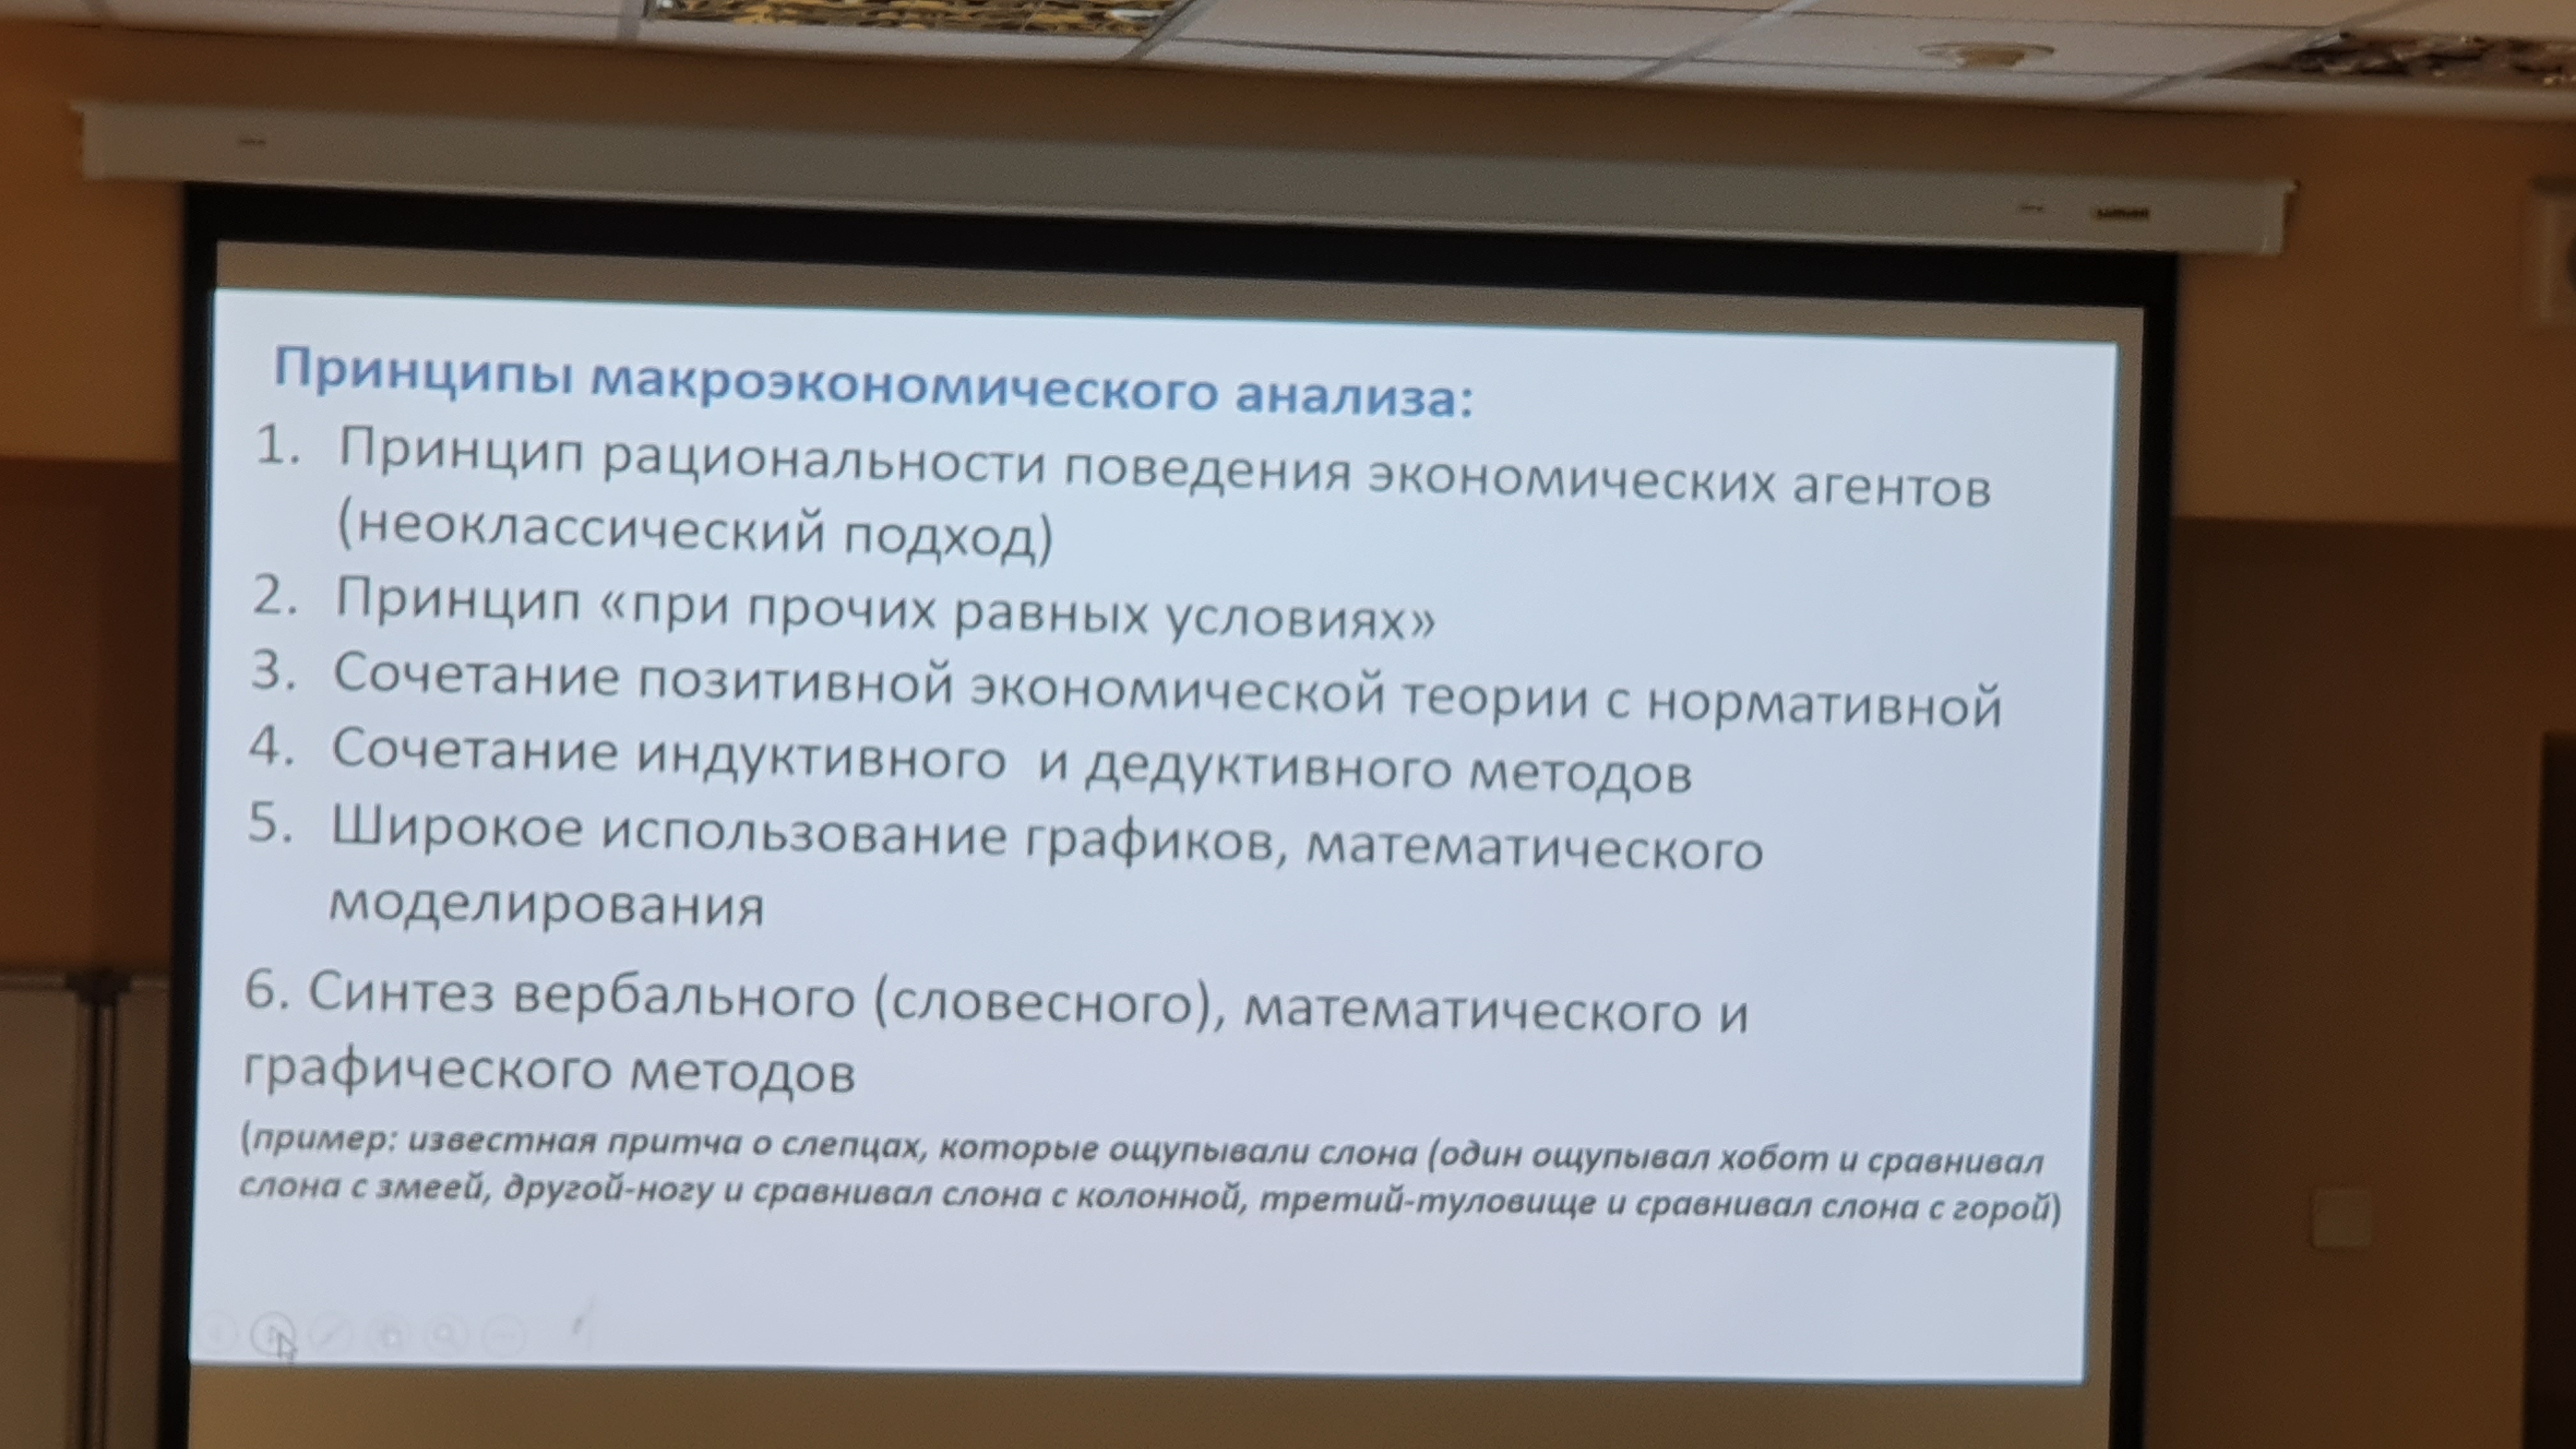 Принципы макроэкономического анализа:
1. Принцип рациональности поведения экономических агентов
(неоклассический подход)
2. Принцип «при прочих равных условиях»
3. Сочетание позитивной экономической теории с нормативной
4. Сочетание индуктивного и дедуктивного методов
5. Широкое использование графиков, математического
моделирования
6. Синтез вербального (словесного), математического и
графического методов
(пример: известная притча о слепцах, которые ощупывали слона (один ощупывал хобот и сравнивал
слона с змеей, другой-ногу и сравнивал слона с колонной, третий-туловище и сравнивал слона с горой)